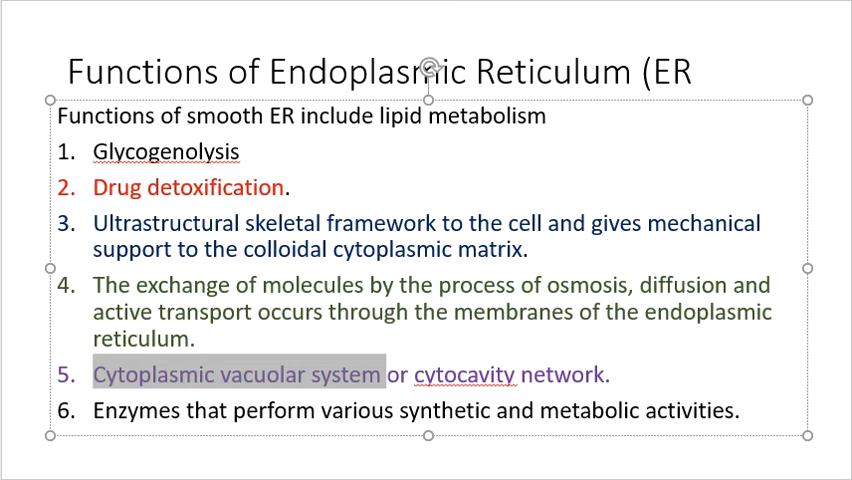 Functions of Endoplasmic Reticulum (ER
Functions of smooth ER include lipid metabolism
1. Glycogenolysis
2. Drug detoxification.
3. Ultrastructural skeletal framework to the cell and gives mechanical
support to the colloidal cytoplasmic matrix.
4. The exchange of molecules by the process of osmosis, diffusion and
active transport occurs through the membranes of the endoplasmic
reticulum.
5. Cytoplasmic vacuolar system or cytocavity network.
6. Enzymes that perform various synthetic and metabolic activities.